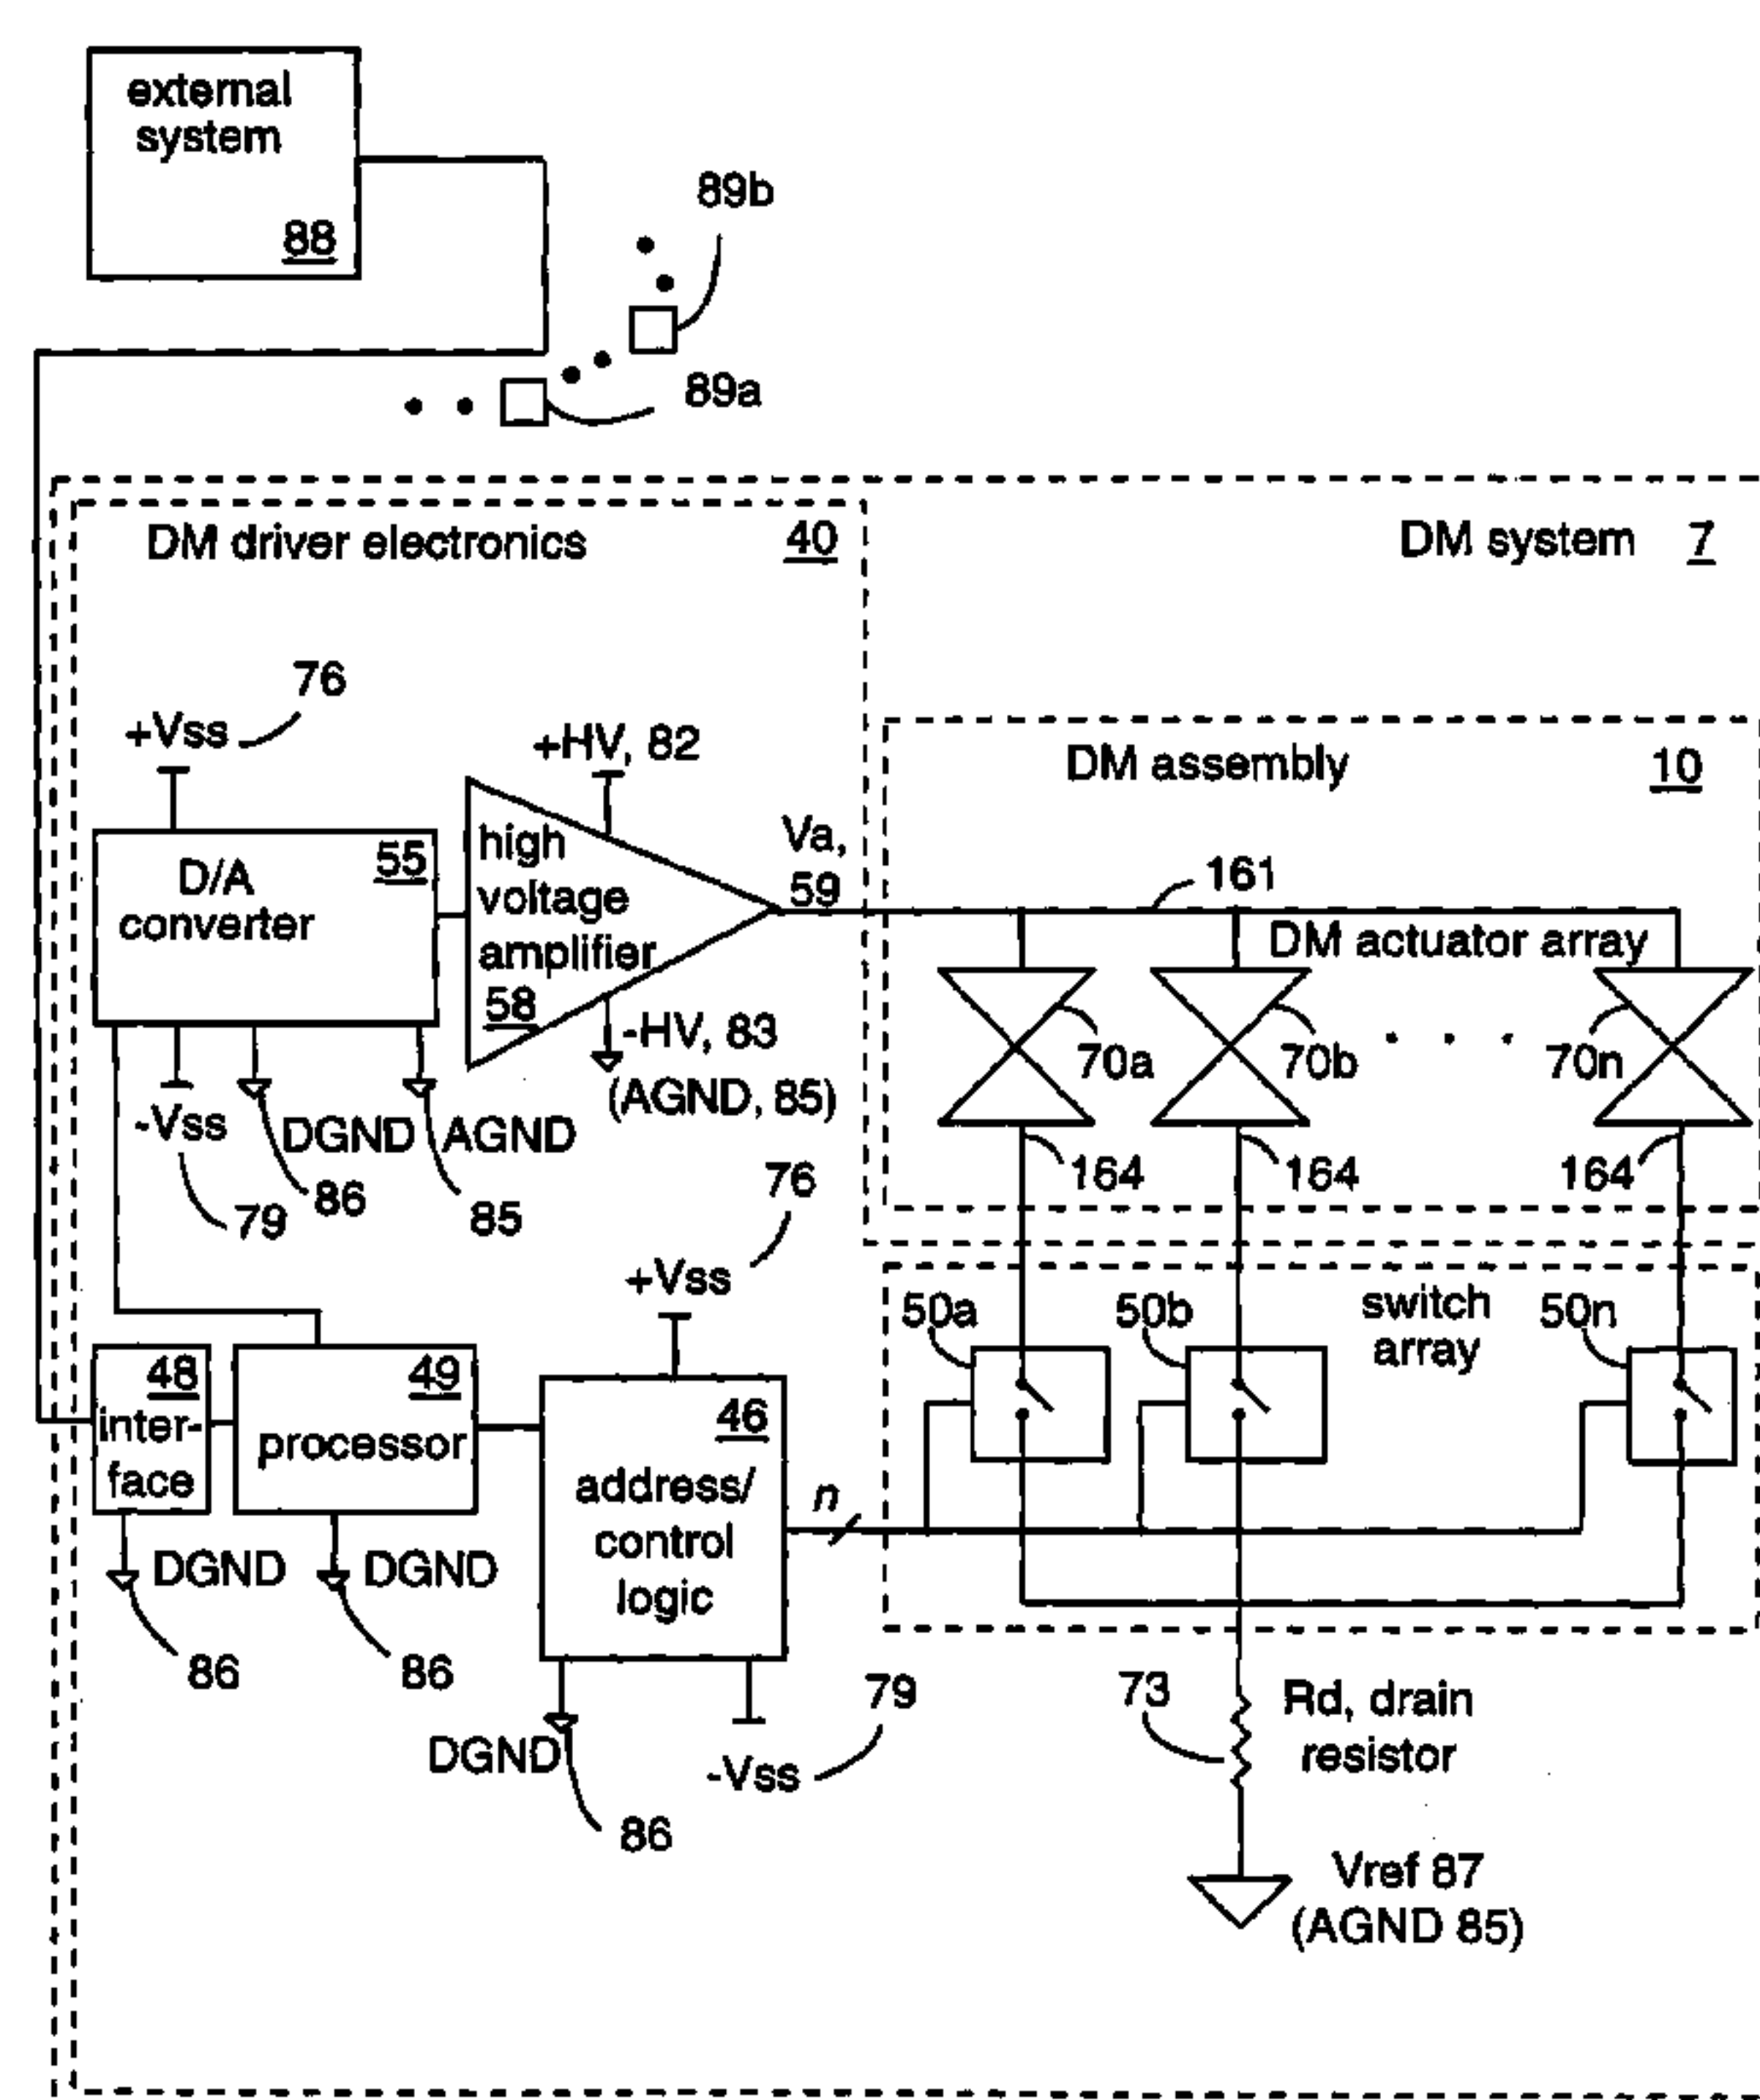 external
system
88
89b
89a
DM driver electronics 40
DM system 7
76
+Vss
+HV, 82
DM assembly 10
Va,
59
55
D/A
converter
high
voltage
amplifier
58
161
DM actuator array
-HV, 83
(AGND, 85)
70a
70b
70n
-Vss
DGND
AGND
79
86
85
164
164
164
76
+Vss
50a
50b
switch
array
50n
48
inter-
face
49
processor
46
address/
control
logic
n
DGND
DGND
86
86
DGND
79
-Vss
86
73
Rd, drain
resistor
Vref 87
(AGND 85)